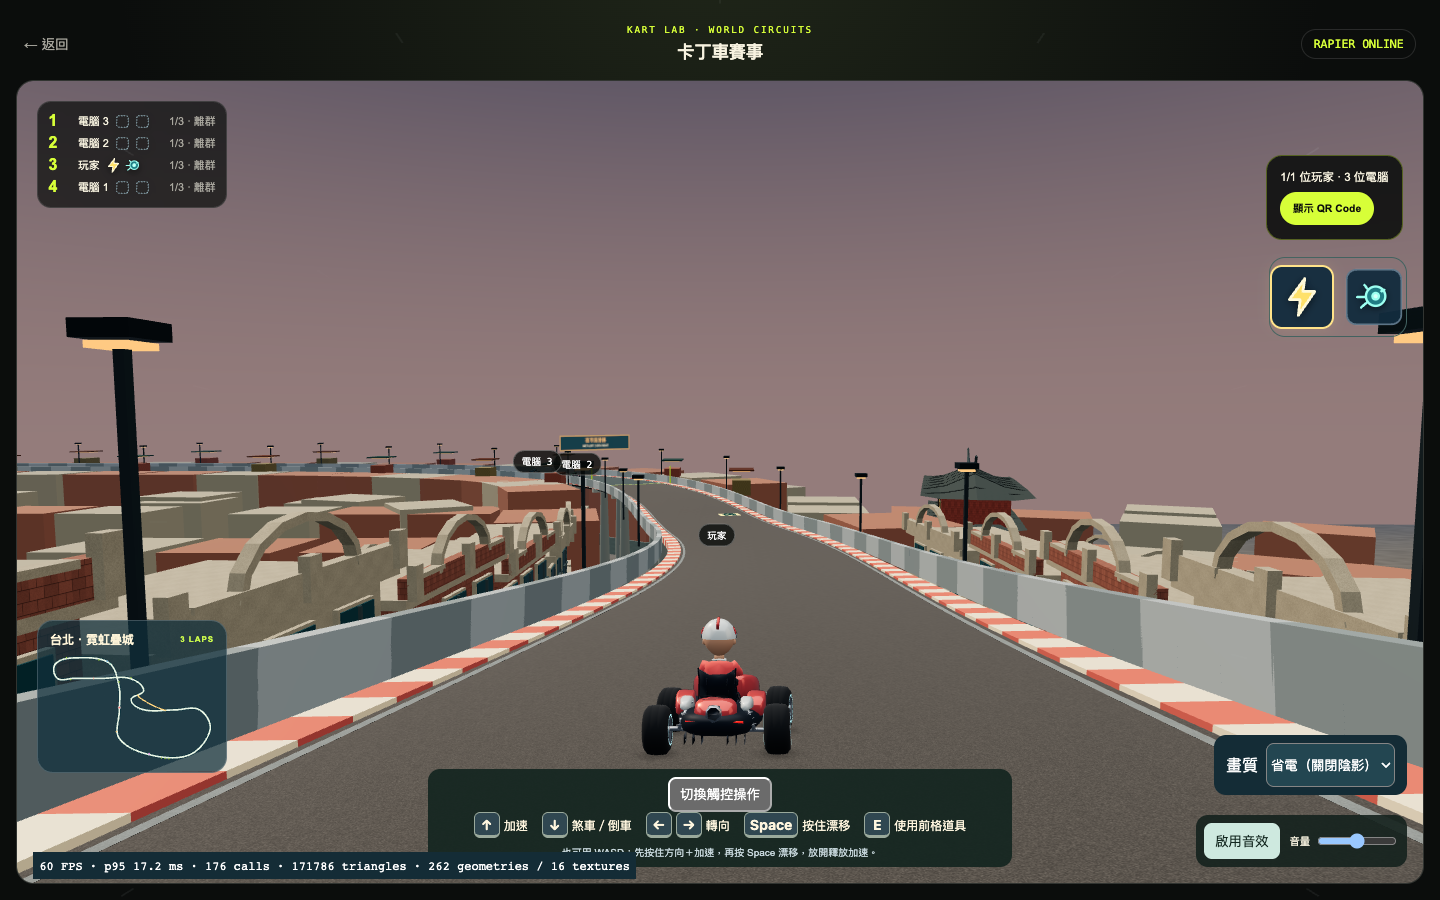 ← 返回
KART LAB · WORLD CIRCUITS
卡丁車賽事
RAPIER ONLINE
1 電腦 3 1/3 · 離群
2 電腦 2 1/3 · 離群
3 玩家 1/3 · 離群
4 電腦 1 1/3 · 離群
1/1 位玩家 · 3 位電腦
顯示 QR Code
電腦 3
電腦 2
玩家
台北 · 霓虹疊城 3 LAPS
畫質 省電 (關閉陰影)
切換觸控操作
↑ 加速 ↓ 煞車 / 倒車 ← → 轉向 Space 按住漂移 E 使用前格道具
也可用 WASD；先按住方向＋加速，再按 Space 漂移，放開釋放加速。
啟用音效 音量
60 FPS · p95 17.2 ms · 176 calls · 171786 triangles · 262 geometries / 16 textures